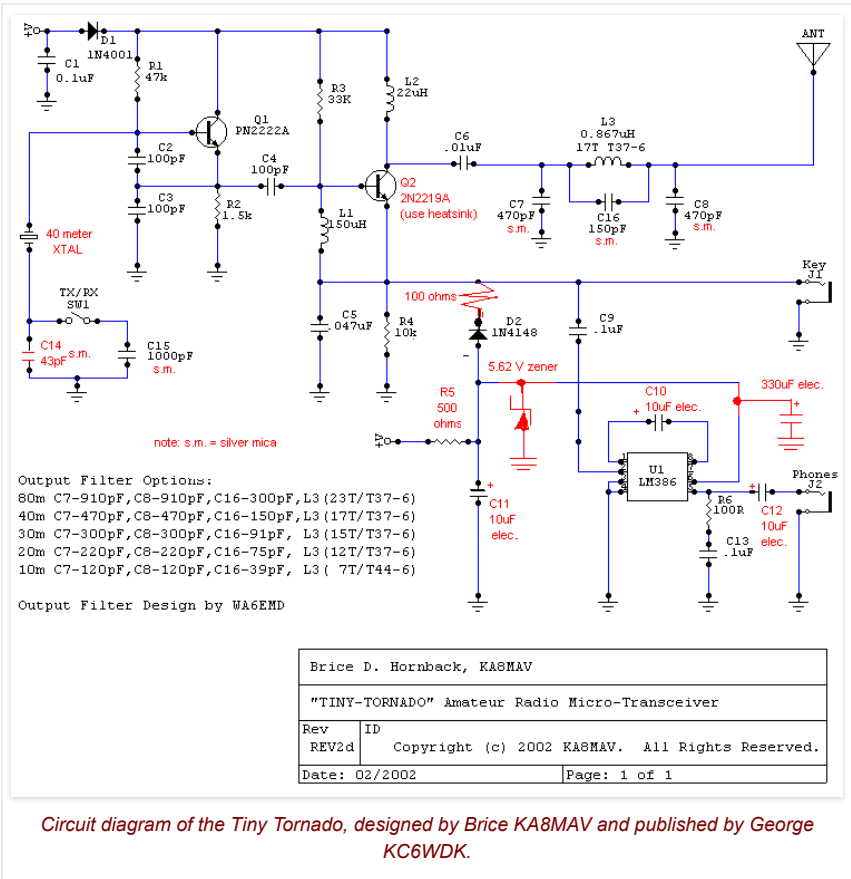 +V
D1
1N4001
C1
0.1uF
R1
47k
Q1
PN2222A
C2
100pF
C3
100pF
R2
1.5k
C4
100pF
R3
33K
L2
22uH
Q2
2N2219A
(use heatsink)
L1
150uH
C6
.01uF
L3
0.867uH
17T T37-6
C7
470pF
s.m.
C16
150pF
s.m.
C8
470pF
s.m.
ANT
40 meter
XTAL
TX/RX
SW1
C14
43pF
s.m.
C15
1000pF
s.m.
C5
.047uF
R4
10k
100 ohms
D2
1N4148
C9
.1uF
Key
J1
5.62 V zener
R5
500
ohms
+V
C10
+
10uF elec.
330uF elec.
+
U1
LM386
C11
10uF
elec.
R6
100R
C13
.1uF
+
C12
10uF
elec.
Phones
J2
note: s.m. = silver mica
Output Filter Options:
80m C7-910pF,C8-910pF,C16-300pF,L3(23T/T37-6)
40m C7-470pF,C8-470pF,C16-150pF,L3(17T/T37-6)
30m C7-300pF,C8-300pF,C16-91pF, L3(15T/T37-6)
20m C7-220pF,C8-220pF,C16-75pF, L3(12T/T37-6)
10m C7-120pF,C8-120pF,C16-39pF, L3( 7T/T44-6)
Output Filter Design by WA6EMD
Brice D. Hornback, KA8MAV
"TINY-TORNADO" Amateur Radio Micro-Transceiver
Rev
REV2d
ID
Copyright (c) 2002 KA8MAV. All Rights Reserved.
Date: 02/2002
Page: 1 of 1
Circuit diagram of the Tiny Tornado, designed by Brice KA8MAV and published by George
KC6WDK.